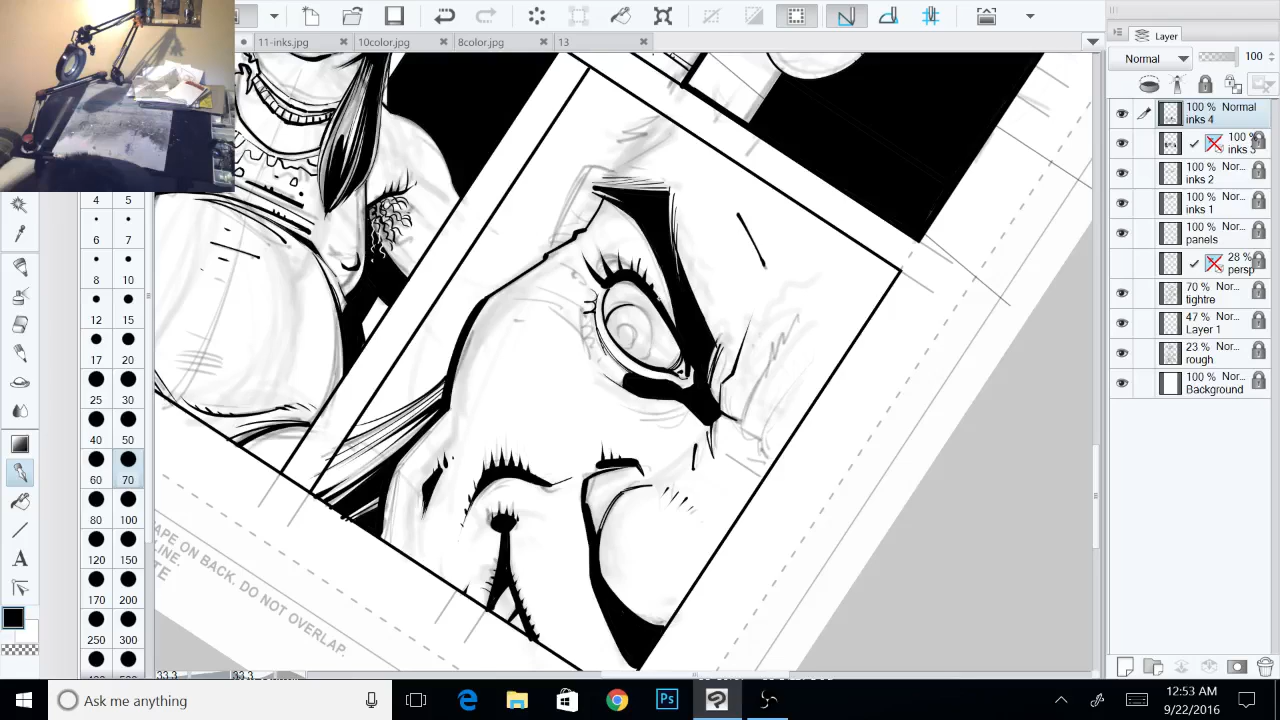 11-inks.jpg
10color.jpg
8color.jpg
13
Layer
Normal
100
100 % Normal
inks 4
100 %
inks
100 % Nor...
inks 2
100 % Nor...
inks 1
100 % Nor...
panels
28 %
persp
70 % Nor...
tightre
47 % Nor...
Layer 1
23 % Nor...
rough
100 % Nor...
Background
4 5
6 7
8 10
12 15
17 20
25 30
40 50
60 70
80 100
120 150
170 200
250 300
APE ON BACK. DO NOT OVERLAP.
LINE.
TE
33.3 33.3
Ask me anything
12:53 AM
9/22/2016